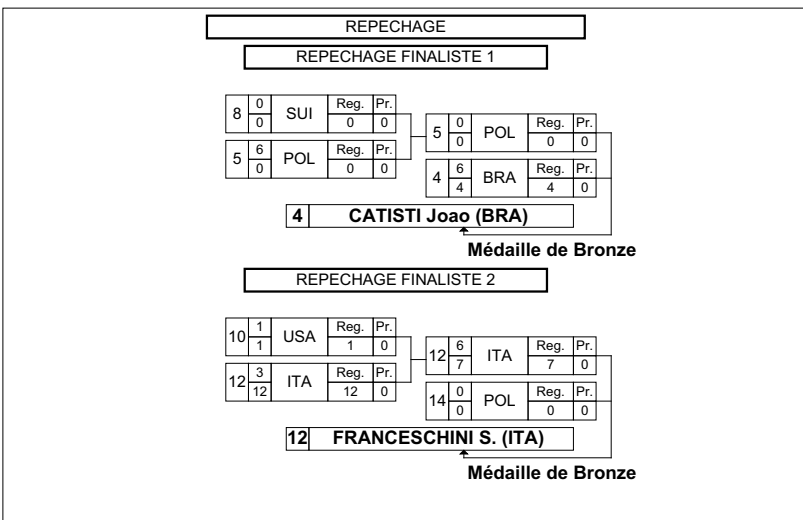 REPECHAGE
REPECHAGE FINALISTE 1
8 0 SUI Reg. Pr.
0 0 0
5 6 POL Reg. Pr.
0 0 0
5 0 POL Reg. Pr.
0 0 0
4 6 BRA Reg. Pr.
4 4 0
4 CATISTI Joao (BRA)
Médaille de Bronze
REPECHAGE FINALISTE 2
10 1 USA Reg. Pr.
1 1 0
12 3 ITA Reg. Pr.
12 12 0
12 6 ITA Reg. Pr.
7 7 0
14 0 POL Reg. Pr.
0 0 0
12 FRANCESCHINI S. (ITA)
Médaille de Bronze